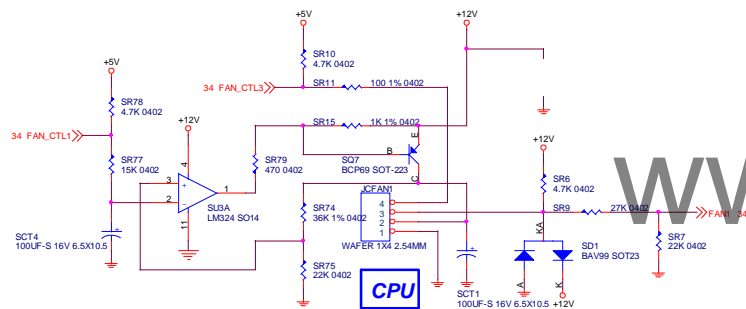 +5V
+12V
+5V
SR10
4.7K 0402
34 FAN_CTL3
SR11
100 1% 0402
SR78
4.7K 0402
34 FAN_CTL1
+12V
SR15
1K 1% 0402
SR77
15K 0402
4
3
+
2
-
1
11
SU3A
LM324 SO14
SR79
470 0402
B
E
C
SQ7
BCP69 SOT-223
+12V
SR6
4.7K 0402
WW
JCFAN1
4
3
2
1
WAFER 1X4 2.54MM
SR74
36K 1% 0402
SR9
27K 0402
FAN1 34
SCT4
100UF-S 16V 6.5X10.5
SR75
22K 0402
CPU
SCT1
100UF-S 16V 6.5X10.5
KA
A
K
+12V
SD1
BAV99 SOT23
SR7
22K 0402